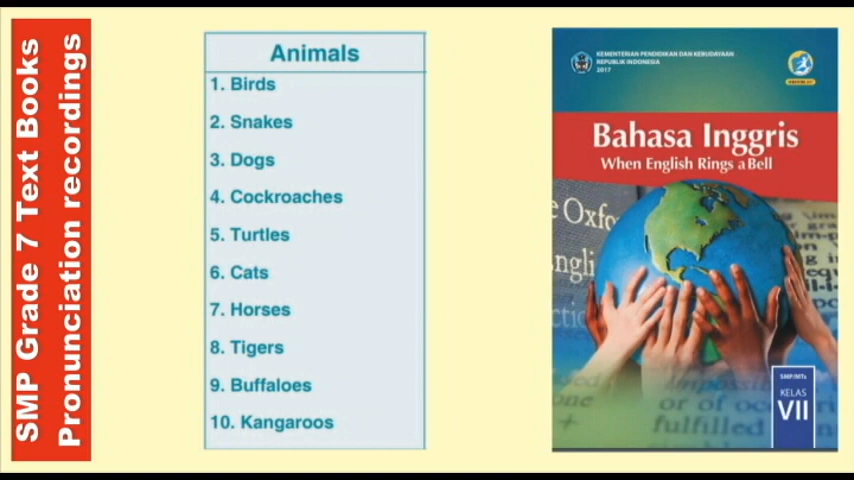 SMP Grade 7 Text Books
Pronunciation recordings
Animals
1. Birds
2. Snakes
3. Dogs
4. Cockroaches
5. Turtles
6. Cats
7. Horses
8. Tigers
9. Buffaloes
10. Kangaroos
KEMENTERIAN PENDIDIKAN DAN KEBUDAYAAN
REPUBLIK INDONESIA
2017
Bahasa Inggris
When English Rings a Bell
SMP/MTs
KELAS
VII